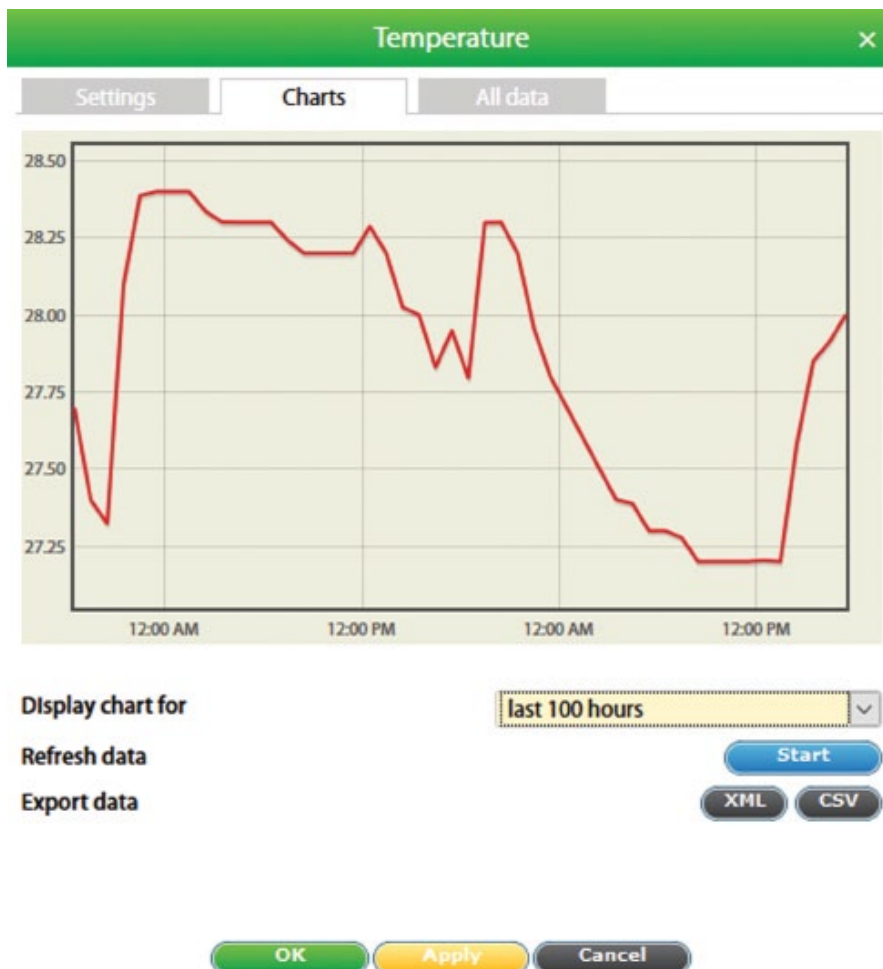 Temperature ×
Settings Charts All data
28.50
28.25
28.00
27.75
27.50
27.25
12:00 AM 12:00 PM 12:00 AM 12:00 PM
DIsplay chart for last 100 hours
Refresh data Start
Export data XML CSV
OK Apply Cancel